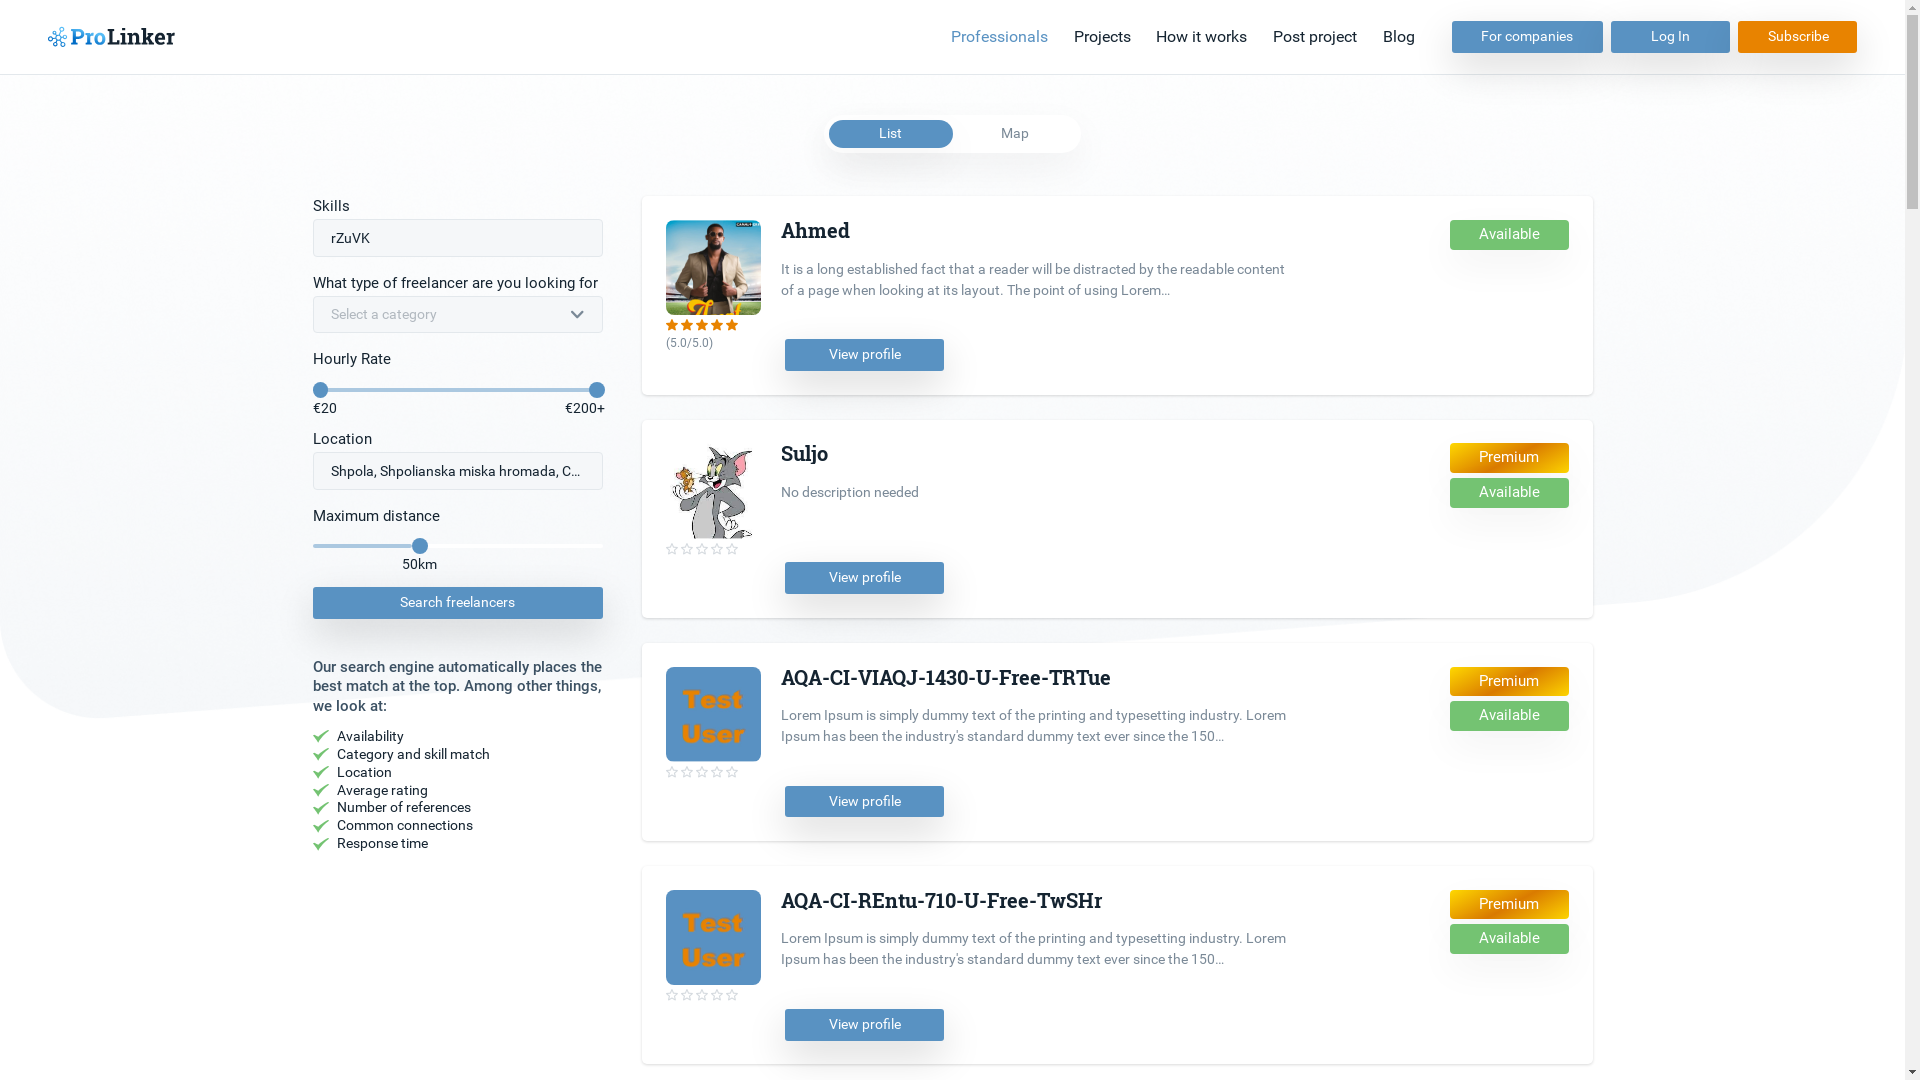 ProLinker
Professionals
Projects
How it works
Post project
Blog
For companies
Log In
Subscribe
List
Map
Skills
rZuVK
What type of freelancer are you looking for
Select a category
Hourly Rate
€20
€200+
Location
Shpola, Shpolianska miska hromada, C...
Maximum distance
50km
Search freelancers
Our search engine automatically places the
best match at the top. Among other things,
we look at:
Availability
Category and skill match
Location
Average rating
Number of references
Common connections
Response time
Ahmed
It is a long established fact that a reader will be distracted by the readable content
of a page when looking at its layout. The point of using Lorem...
(5.0/5.0)
View profile
Available
Suljo
No description needed
View profile
Premium
Available
Test
User
AQA-CI-VIAQJ-1430-U-Free-TRTue
Lorem Ipsum is simply dummy text of the printing and typesetting industry. Lorem
Ipsum has been the industry's standard dummy text ever since the 150...
View profile
Premium
Available
Test
User
AQA-CI-REntu-710-U-Free-TwSHr
Lorem Ipsum is simply dummy text of the printing and typesetting industry. Lorem
Ipsum has been the industry's standard dummy text ever since the 150...
View profile
Premium
Available